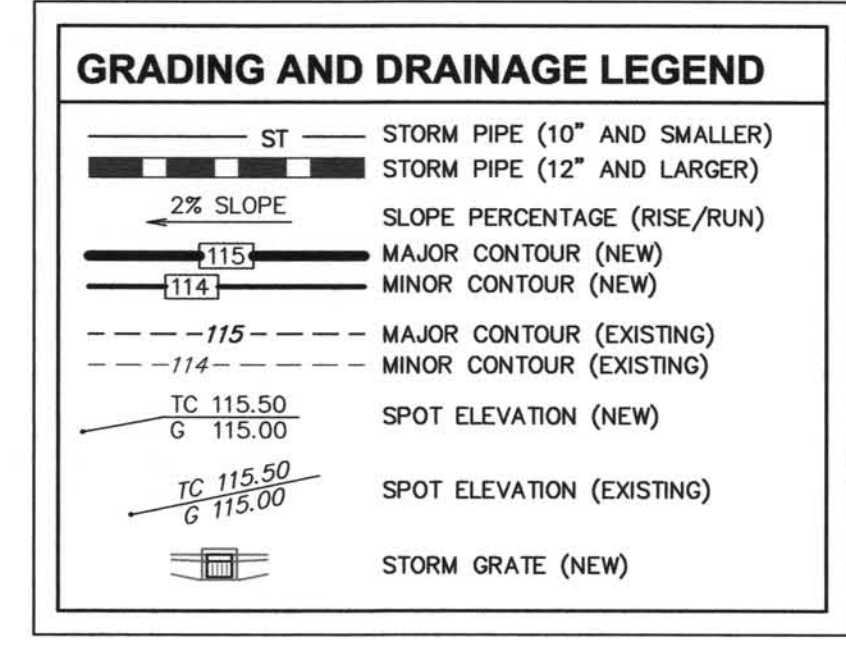 GRADING AND DRAINAGE LEGEND
ST STORM PIPE (10" AND SMALLER)
STORM PIPE (12" AND LARGER)
2% SLOPE SLOPE PERCENTAGE (RISE/RUN)
115 MAJOR CONTOUR (NEW)
114 MINOR CONTOUR (NEW)
115 MAJOR CONTOUR (EXISTING)
114 MINOR CONTOUR (EXISTING)
TC 115.50
G 115.00
SPOT ELEVATION (NEW)
TC 115.50
G 115.00
SPOT ELEVATION (EXISTING)
STORM GRATE (NEW)